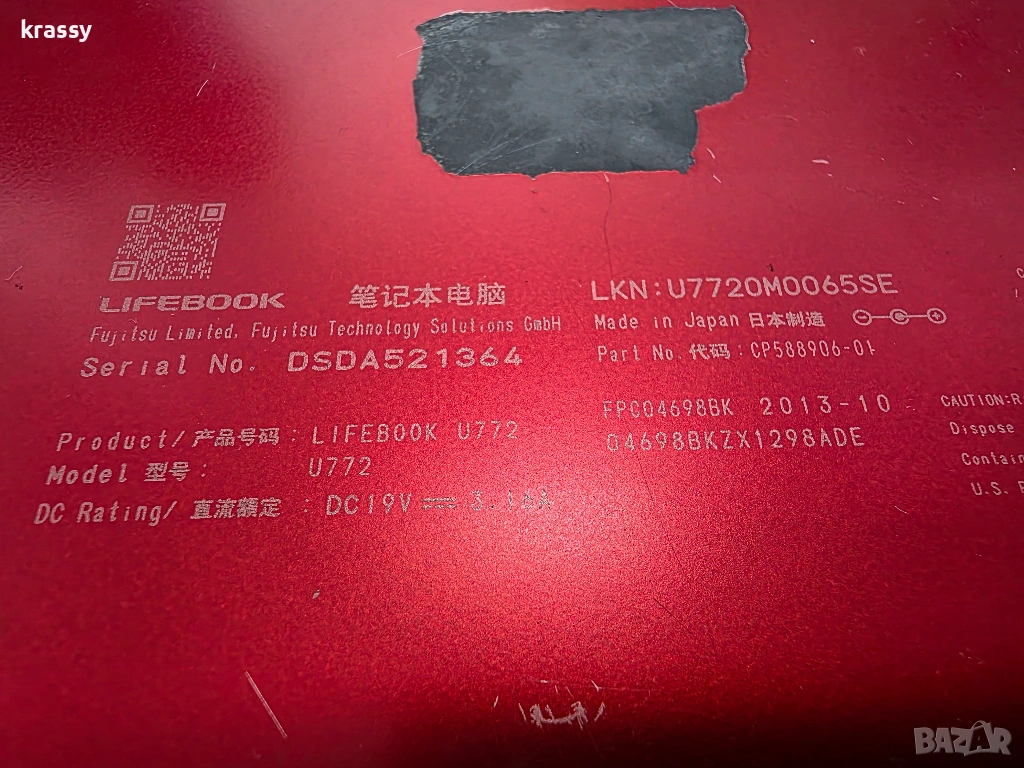 krassy
LIFEBOOK 笔记本电脑
Fujitsu Limited, Fujitsu Technology Solutions GmbH
Serial No. DSDA521364
LKN:U7720M0065SE
Made in Japan 日本制造
Part No.代码:CP588906-01
FPC04698BK 2013-10
04698BKZX1298ADE
Product/产品号码: LIFEBOOK U772
Model 型号: U772
DC Rating/ 直流额定 : DC19V 3.16A
CAUTION:R
Dispose
Contain
U.S.
BAZAR